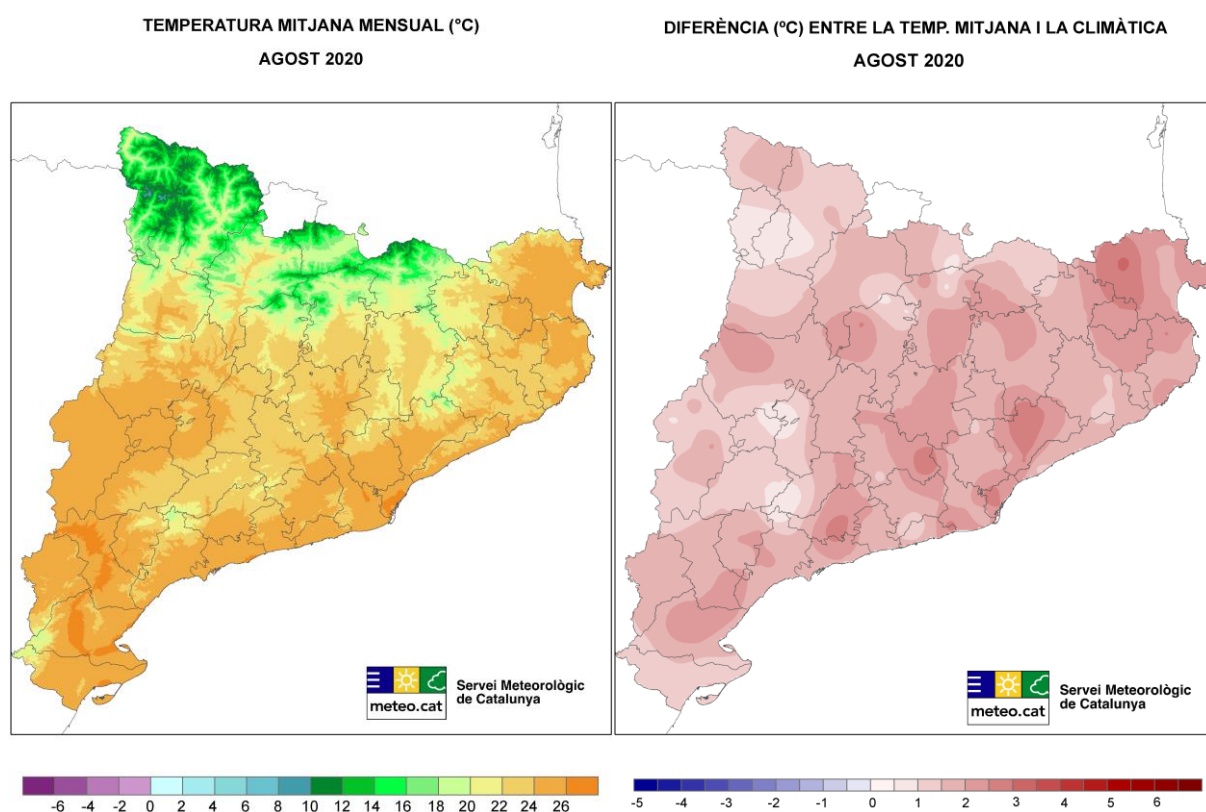 TEMPERATURA MITJANA MENSUAL (ºC)
AGOST 2020
DIFERÈNCIA (ºC) ENTRE LA TEMP. MITJANA I LA CLIMÀTICA
AGOST 2020
meteo.cat
Servei Meteorològic
de Catalunya
meteo.cat
Servei Meteorològic
de Catalunya
-6 -4 -2 0 2 4 6 8 10 12 14 16 18 20 22 24 26
-5 -4 -3 -2 -1 0 1 2 3 4 5